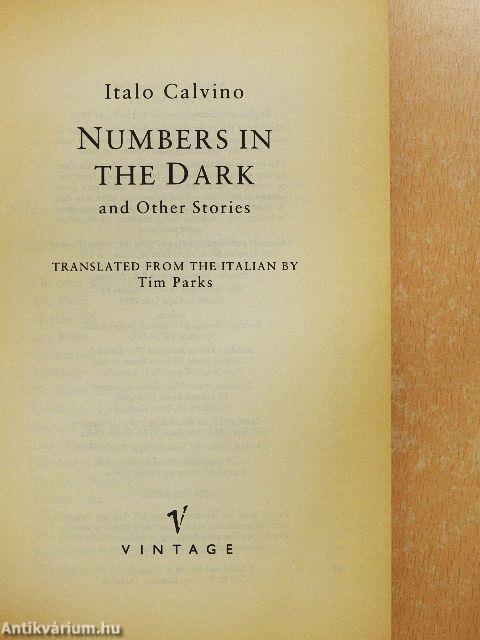 Italo Calvino
NUMBERS IN
THE DARK
and Other Stories
TRANSLATED FROM THE ITALIAN BY
Tim Parks
V
VINTAGE
Antikvárium.hu